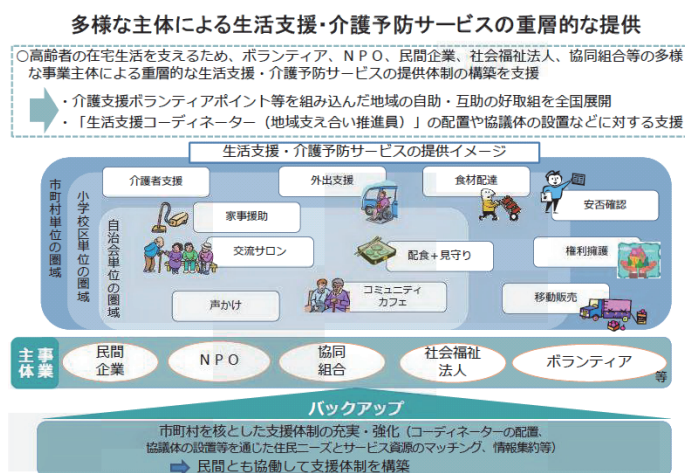 多様な主体による生活支援・介護予防サービスの重層的な提供
○高齢者の在宅生活を支えるため、ボランティア、ＮＰＯ、民間企業、社会福祉法人、協同組合等の多様
な事業主体による重層的な生活支援・介護予防サービスの提供体制の構築を支援
・介護支援ボランティアポイント等を組み込んだ地域の自助・互助の好取組を全国展開
・「生活支援コーディネーター（地域支え合い推進員）」の配置や協議体の設置などに対する支援
生活支援・介護予防サービスの提供イメージ
市町村単位の圏域
小学校区単位の圏域
自治会単位の圏域
介護者支援
外出支援
食材配達
安否確認
家事援助
交流サロン
配食＋見守り
権利擁護
声かけ
コミュニティ
カフェ
移動販売
事業
主体
民間
企業
ＮＰＯ
協同
組合
社会福祉
法人
ボランティア
等
バックアップ
市町村を核とした支援体制の充実・強化（コーディネーターの配置、
協議体の設置等を通じた住民ニーズとサービス資源のマッチング、情報集約等）
民間とも協働して支援体制を構築